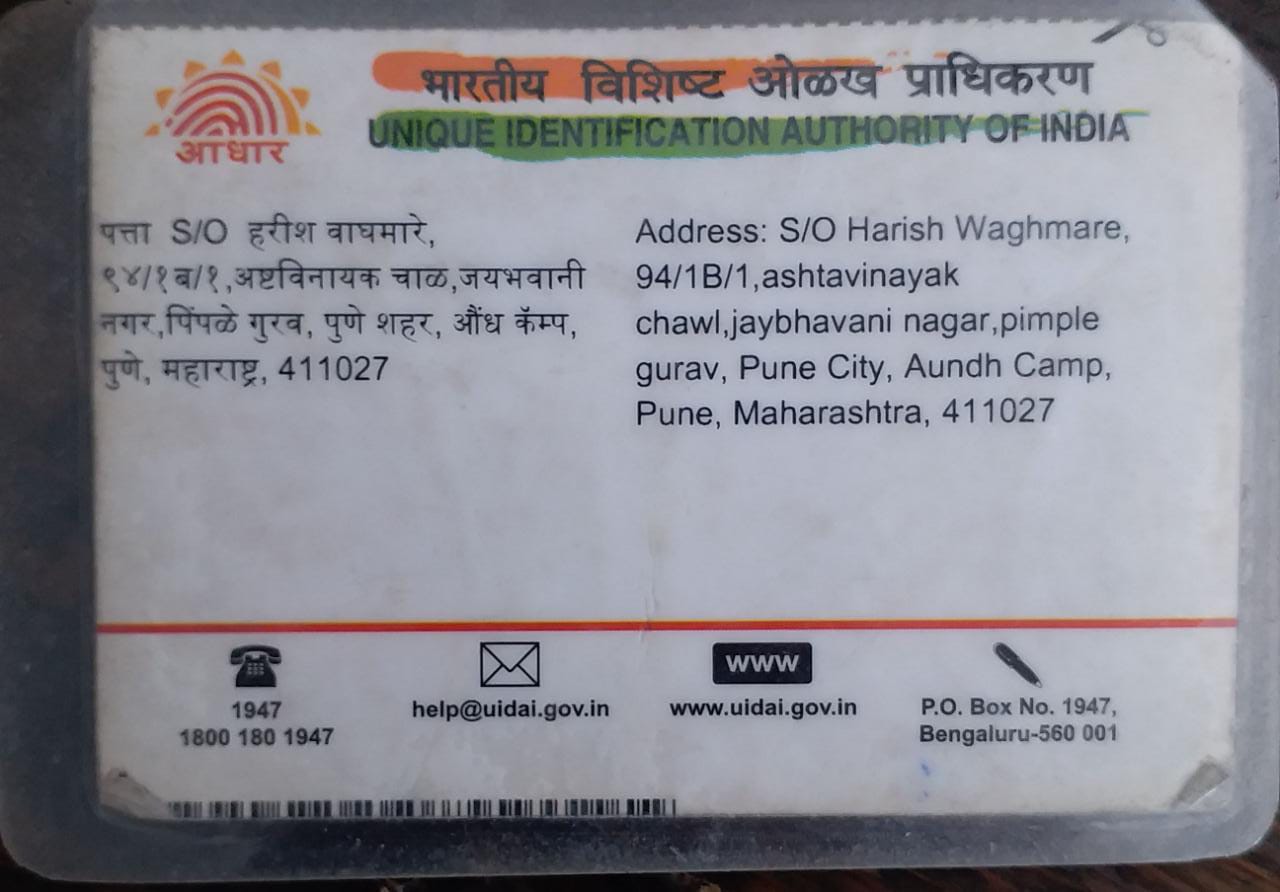 भारतीय विशिष्ट ओळख प्राधिकरण
UNIQUE IDENTIFICATION AUTHORITY OF INDIA
आधार
पत्ता S/O हरीश वाघमारे,
९४/१ब/१,अष्टविनायक चाळ,जयभवानी
नगर,पिंपळे गुरव, पुणे शहर, औंध कॅम्प,
पुणे, महाराष्ट्र, 411027
Address: S/O Harish Waghmare,
94/1B/1,ashtavinayak
chawl,jaybhavani nagar,pimple
gurav, Pune City, Aundh Camp,
Pune, Maharashtra, 411027
1947
1800 180 1947
help@uidai.gov.in
www
www.uidai.gov.in
P.O. Box No. 1947,
Bengaluru-560 001